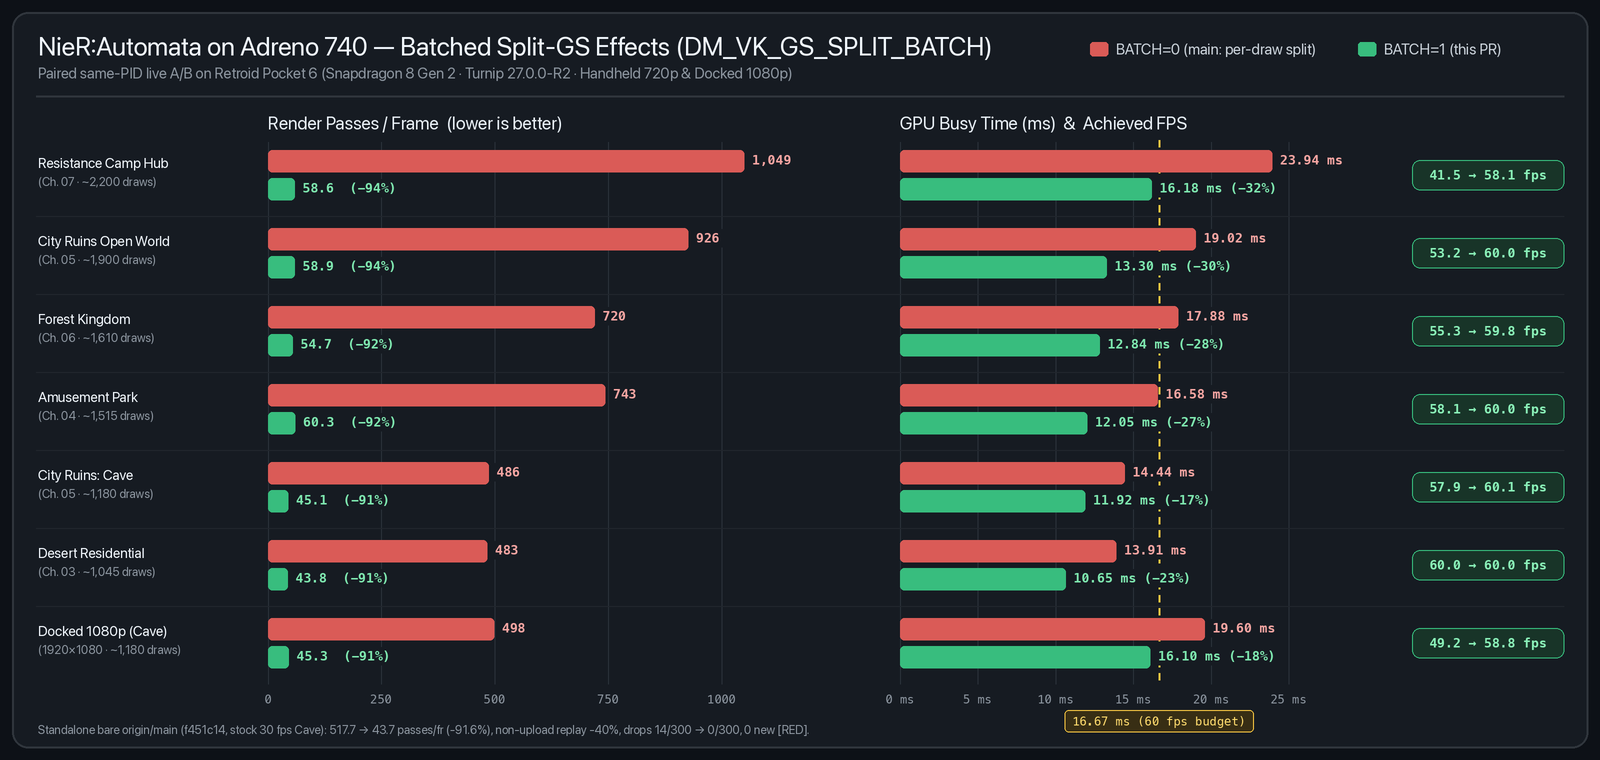 NieR:Automata on Adreno 740 — Batched Split-GS Effects (DM_VK_GS_SPLIT_BATCH)
BATCH=0 (main: per-draw split)
BATCH=1 (this PR)
Paired same-PID live A/B on Retroid Pocket 6 (Snapdragon 8 Gen 2 · Turnip 27.0.0-R2 · Handheld 720p & Docked 1080p)
Render Passes / Frame (lower is better)
GPU Busy Time (ms) & Achieved FPS
Resistance Camp Hub
(Ch. 07 · ~2,200 draws)
1,049
58.6 (−94%)
23.94 ms
16.18 ms (−32%)
41.5 → 58.1 fps
City Ruins Open World
(Ch. 05 · ~1,900 draws)
926
58.9 (−94%)
19.02 ms
13.30 ms (−30%)
53.2 → 60.0 fps
Forest Kingdom
(Ch. 06 · ~1,610 draws)
720
54.7 (−92%)
17.88 ms
12.84 ms (−28%)
55.3 → 59.8 fps
Amusement Park
(Ch. 04 · ~1,515 draws)
743
60.3 (−92%)
16.58 ms
12.05 ms (−27%)
58.1 → 60.0 fps
City Ruins: Cave
(Ch. 05 · ~1,180 draws)
486
45.1 (−91%)
14.44 ms
11.92 ms (−17%)
57.9 → 60.1 fps
Desert Residential
(Ch. 03 · ~1,045 draws)
483
43.8 (−91%)
13.91 ms
10.65 ms (−23%)
60.0 → 60.0 fps
Docked 1080p (Cave)
(1920×1080 · ~1,180 draws)
498
45.3 (−91%)
19.60 ms
16.10 ms (−18%)
49.2 → 58.8 fps
0 250 500 750 1000
0 ms 5 ms 10 ms 15 ms 20 ms 25 ms
16.67 ms (60 fps budget)
Standalone bare origin/main (f451c14, stock 30 fps Cave): 517.7 → 43.7 passes/fr (-91.6%), non-upload replay -40%, drops 14/300 → 0/300, 0 new [RED].